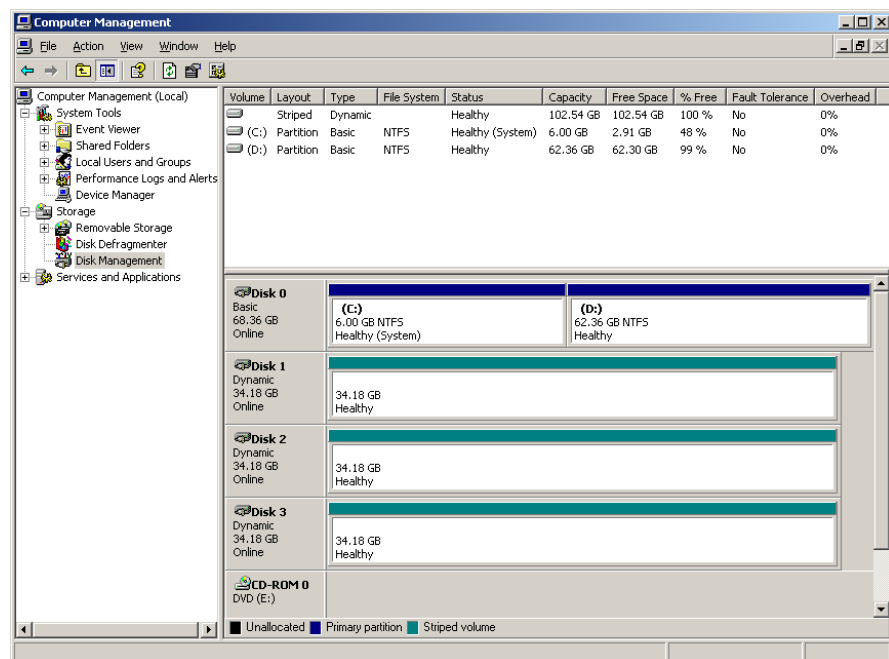 Computer Management
File Action View Window Help
Computer Management (Local)
System Tools
Event Viewer
Shared Folders
Local Users and Groups
Performance Logs and Alerts
Device Manager
Storage
Removable Storage
Disk Defragmenter
Disk Management
Services and Applications
Volume Layout Type File System Status Capacity Free Space % Free Fault Tolerance Overhead
Striped Dynamic Healthy 102.54 GB 102.54 GB 100 % No 0%
(C:) Partition Basic NTFS Healthy (System) 6.00 GB 2.91 GB 48 % No 0%
(D:) Partition Basic NTFS Healthy 62.36 GB 62.30 GB 99 % No 0%
Disk 0
Basic
68.36 GB
Online
(C:)
6.00 GB NTFS
Healthy (System)
(D:)
62.36 GB NTFS
Healthy
Disk 1
Dynamic
34.18 GB
Online
34.18 GB
Healthy
Disk 2
Dynamic
34.18 GB
Online
34.18 GB
Healthy
Disk 3
Dynamic
34.18 GB
Online
34.18 GB
Healthy
CD-ROM 0
DVD (E:)
Unallocated Primary partition Striped volume